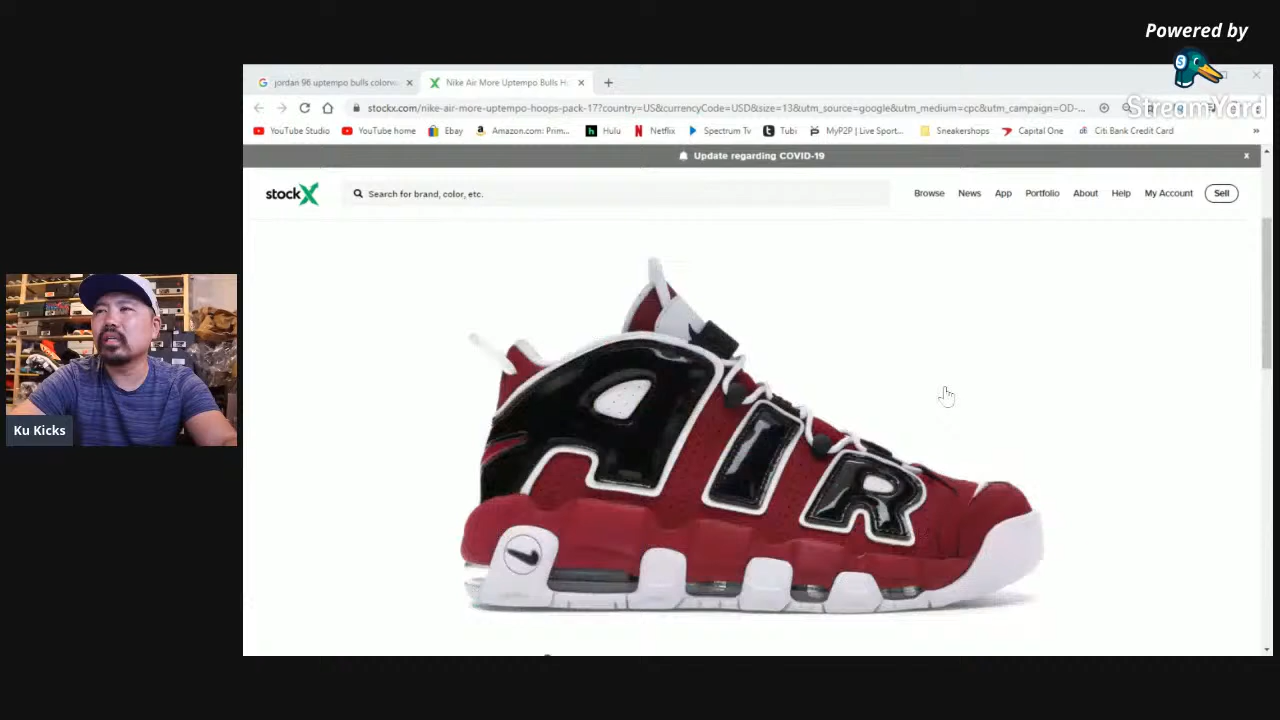 Powered by
StreamYard
jordan 96 uptempo bulls colorw
Nike Air More Uptempo Bulls H
stockx.com/nike-air-more-uptempo-hoops-pack-17?country=US&currencyCode=USD&size=13&utm_source=google&utm_medium=cpc&utm_campaign=OD-...
YouTube Studio YouTube home Ebay Amazon.com: Prim... Hulu Netflix Spectrum Tv Tubi MyP2P | Live Sport... Sneakershops Capital One Citi Bank Credit Card
Update regarding COVID-19 x
stockX Search for brand, color, etc. Browse News App Portfolio About Help My Account Sell
AIR
Ku Kicks